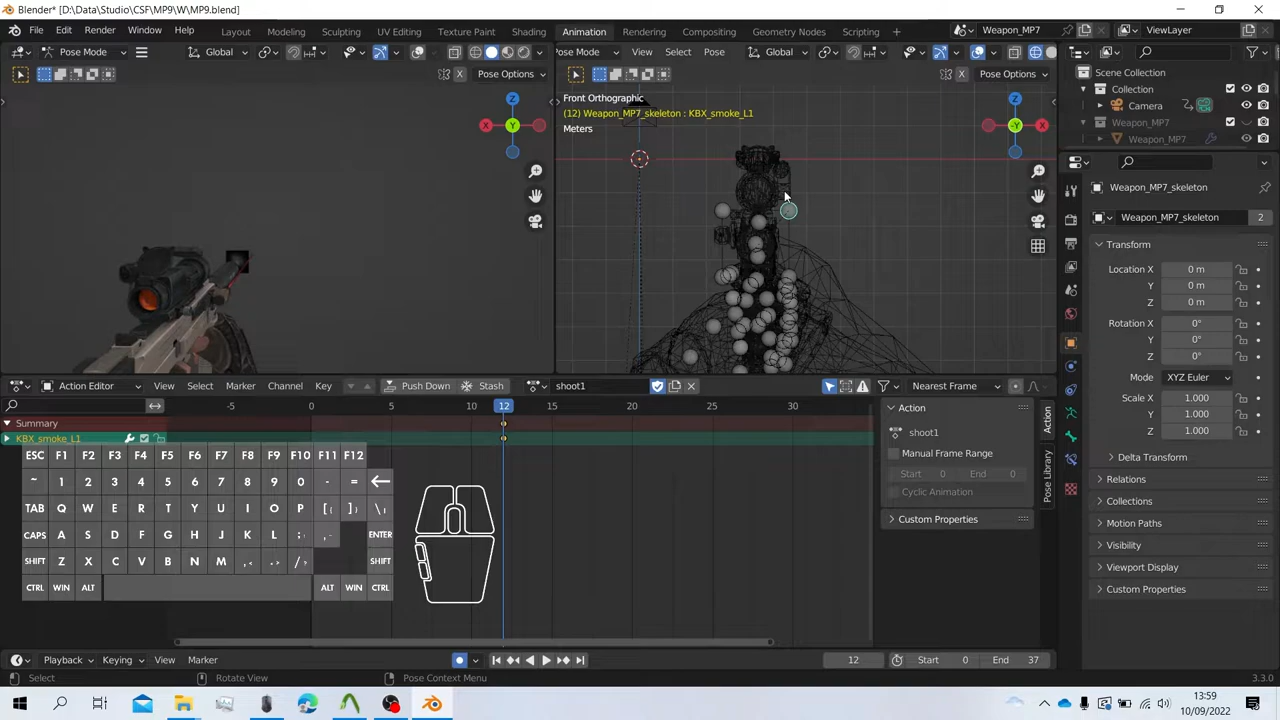 Blender* [D:\Data\Studio\CSF\MP9\W\MP9.blend]
File Edit Render Window Help
Layout Modeling Sculpting UV Editing Texture Paint Shading Animation Rendering Compositing Geometry Nodes Scripting +
Weapon_MP7
ViewLayer
Pose Mode Global
ose Mode View Select Pose Global
Pose Options
Pose Options
Scene Collection
Collection
Camera
Weapon_MP7
Weapon_MP7
Front Orthographic
(12) Weapon_MP7_skeleton : KBX_smoke_L1
Meters
Z
X
Y
Z
-Y
X
Weapon_MP7_skeleton
Weapon_MP7_skeleton 2
Transform
Location X 0 m
Y 0 m
Z 0 m
Rotation X 0°
Y 0°
Z 0°
Mode XYZ Euler
Scale X 1.000
Y 1.000
Z 1.000
Delta Transform
Relations
Collections
Motion Paths
Visibility
Viewport Display
Custom Properties
Action Editor View Select Marker Channel Key Push Down Stash shoot1 Nearest Frame
-5 0 5 12 10 15 20 25 30
Summary
KBX_smoke_L1
Action
shoot1
Manual Frame Range
Start 0 End 0
Cyclic Animation
Custom Properties
Action
Pose Library
ESC F1 F2 F3 F4 F5 F6 F7 F8 F9 F10 F11 F12
~ 1 2 3 4 5 6 7 8 9 0 - =
TAB Q W E R T Y U I O P [ { ] } \ |
CAPS A S D F G H J K L ; ENTER
SHIFT Z X C V B N M , < . > / ? SHIFT
CTRL WIN ALT ALT WIN CTRL
Playback Keying View Marker 12 Start 0 End 37
Select Rotate View Pose Context Menu 3.3.0
13:59
10/09/2022